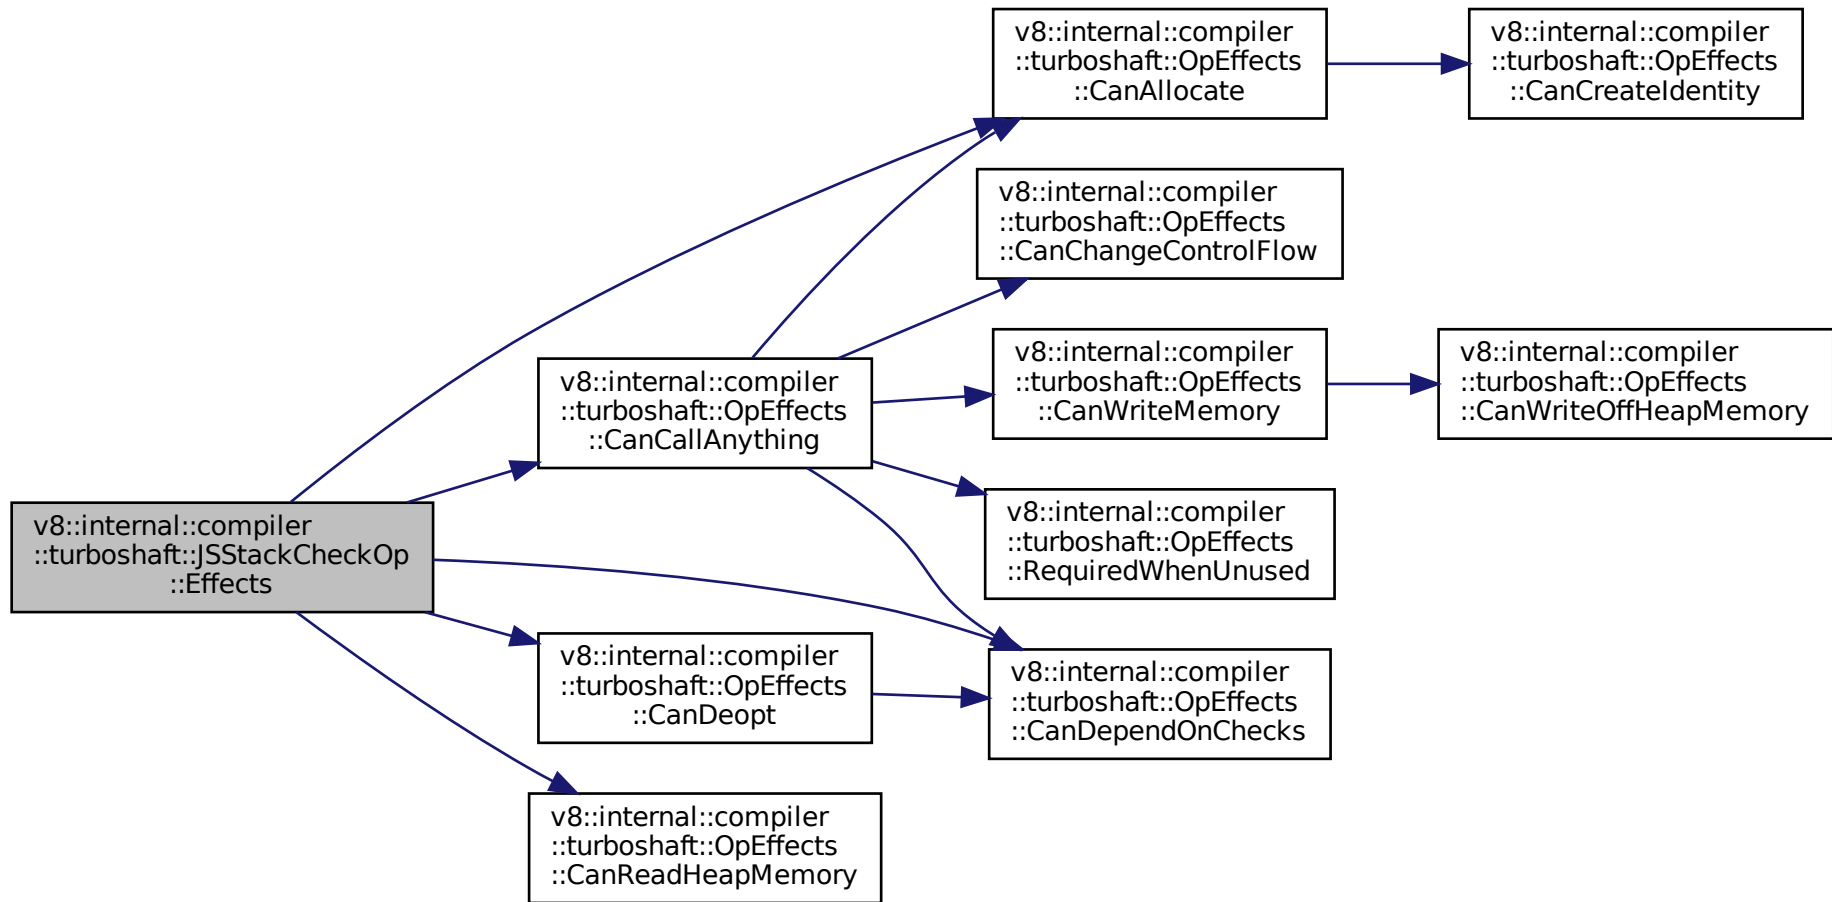 v8::internal::compiler
::turboshaft::JSStackCheckOp
::Effects
v8::internal::compiler
::turboshaft::OpEffects
::CanAllocate
v8::internal::compiler
::turboshaft::OpEffects
::CanCreateIdentity
v8::internal::compiler
::turboshaft::OpEffects
::CanCallAnything
v8::internal::compiler
::turboshaft::OpEffects
::CanChangeControlFlow
v8::internal::compiler
::turboshaft::OpEffects
::CanWriteMemory
v8::internal::compiler
::turboshaft::OpEffects
::CanWriteOffHeapMemory
v8::internal::compiler
::turboshaft::OpEffects
::RequiredWhenUnused
v8::internal::compiler
::turboshaft::OpEffects
::CanDependOnChecks
v8::internal::compiler
::turboshaft::OpEffects
::CanDeopt
v8::internal::compiler
::turboshaft::OpEffects
::CanReadHeapMemory